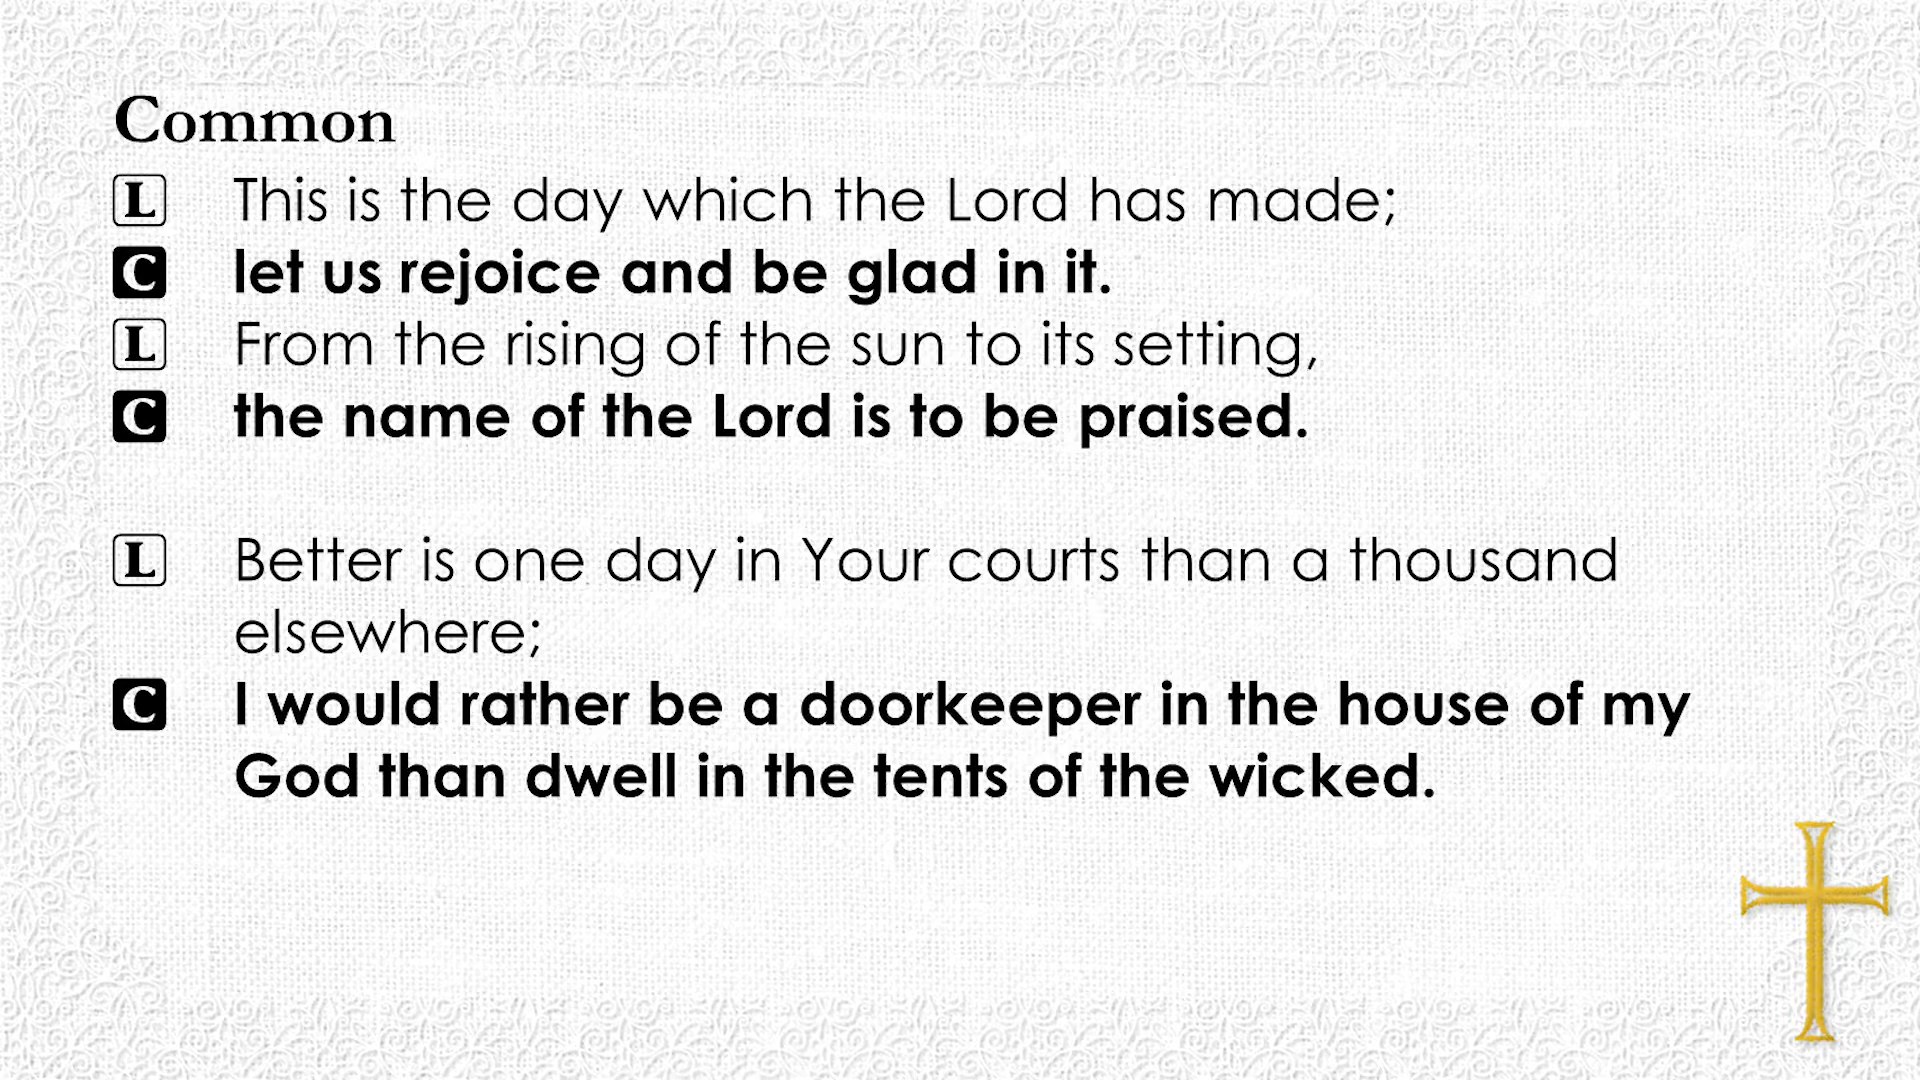 Common
L This is the day which the Lord has made;
C let us rejoice and be glad in it.
L From the rising of the sun to its setting,
C the name of the Lord is to be praised.
L Better is one day in Your courts than a thousand
elsewhere;
C I would rather be a doorkeeper in the house of my
God than dwell in the tents of the wicked.